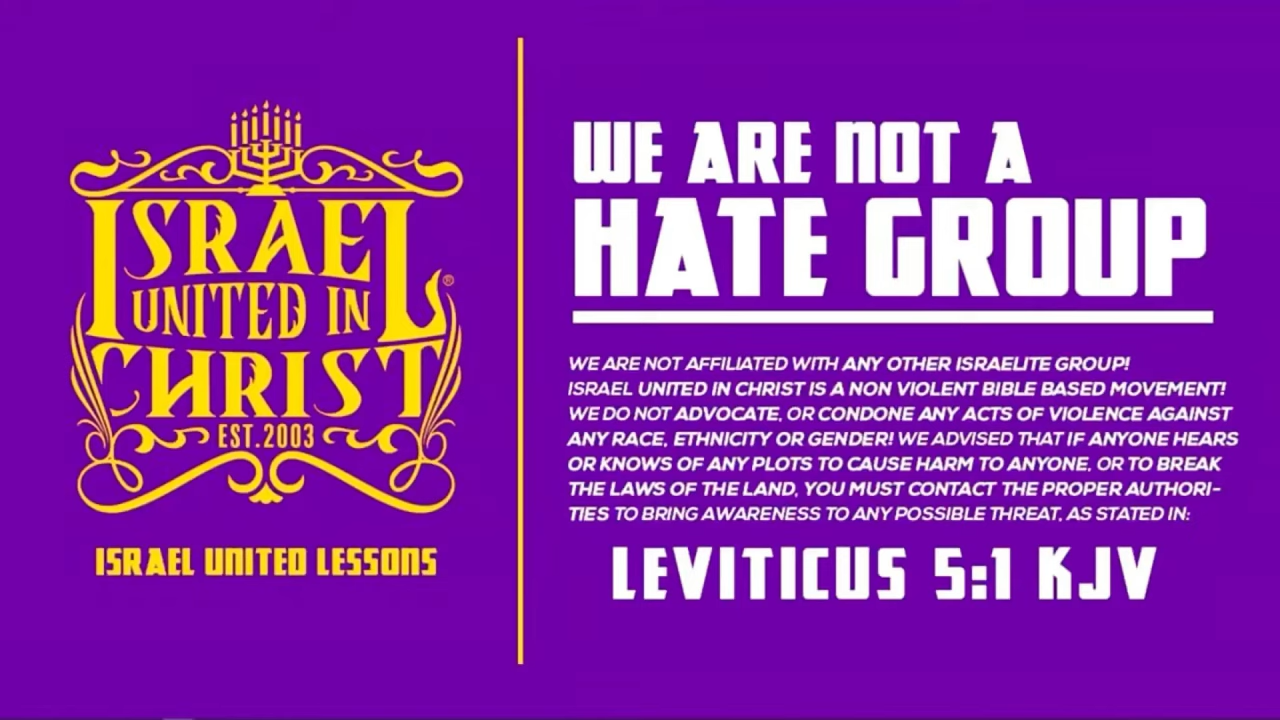 ISRAEL
UNITED IN
CHRIST
EST.2003
ISRAEL UNITED LESSONS
WE ARE NOT A
HATE GROUP
WE ARE NOT AFFILIATED WITH ANY OTHER ISRAELITE GROUP!
ISRAEL UNITED IN CHRIST IS A NON VIOLENT BIBLE BASED MOVEMENT!
WE DO NOT ADVOCATE, OR CONDONE ANY ACTS OF VIOLENCE AGAINST
ANY RACE, ETHNICITY OR GENDER! WE ADVISED THAT IF ANYONE HEARS
OR KNOWS OF ANY PLOTS TO CAUSE HARM TO ANYONE, OR TO BREAK
THE LAWS OF THE LAND, YOU MUST CONTACT THE PROPER AUTHORI-
TIES TO BRING AWARENESS TO ANY POSSIBLE THREAT, AS STATED IN:
LEVITICUS 5:1 KJV